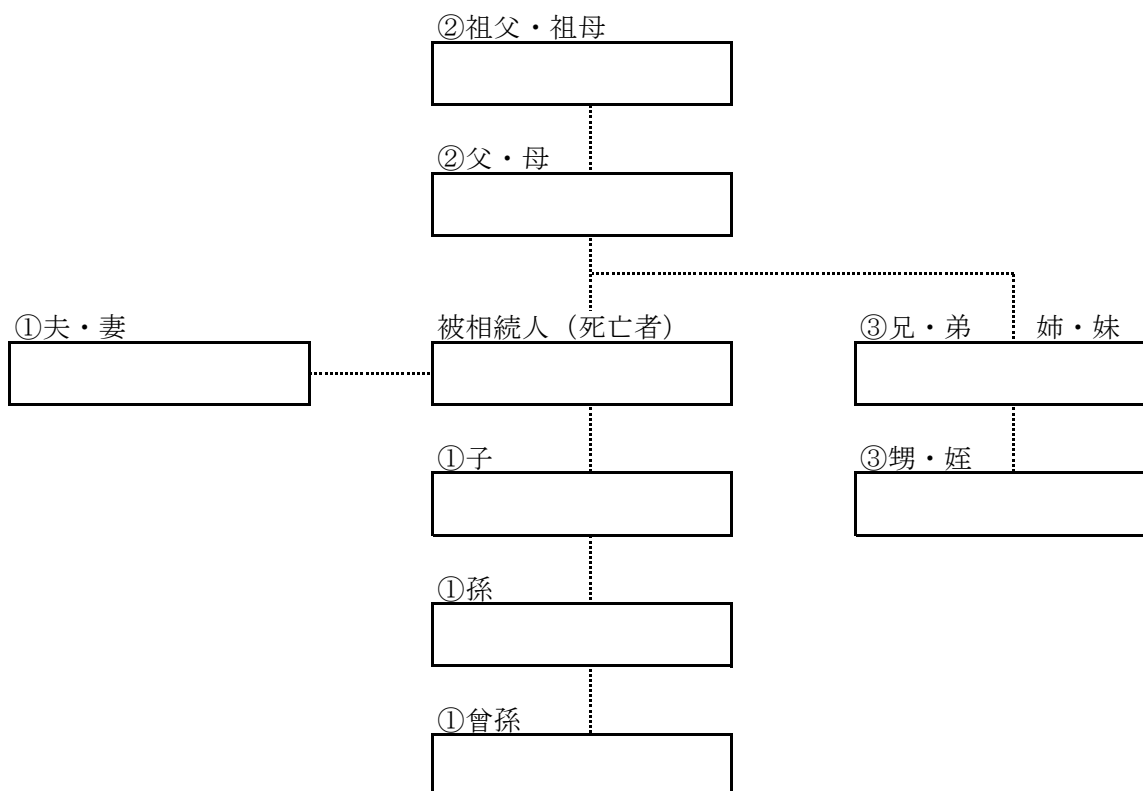 ②祖父・祖母
②父・母
①夫・妻
被相続人（死亡者）
③兄・弟　　姉・妹
①子
③甥・姪
①孫
①曾孫